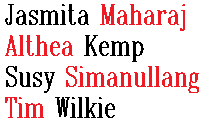 Jasmita Maharaj
Althea Kemp
Susy Simanullang
Tim Wilkie